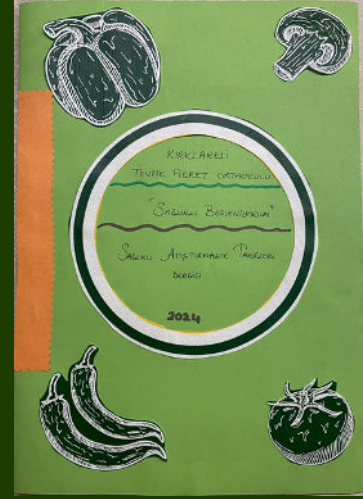 KIRKLARELİ
TEVFİK FİKRET ORTAOKULU
"SAĞLIKLI BESLENİYORUM"
SAĞLIKLI ATIŞTIRMALIK TARİFLERİ
DERGİSİ
2024